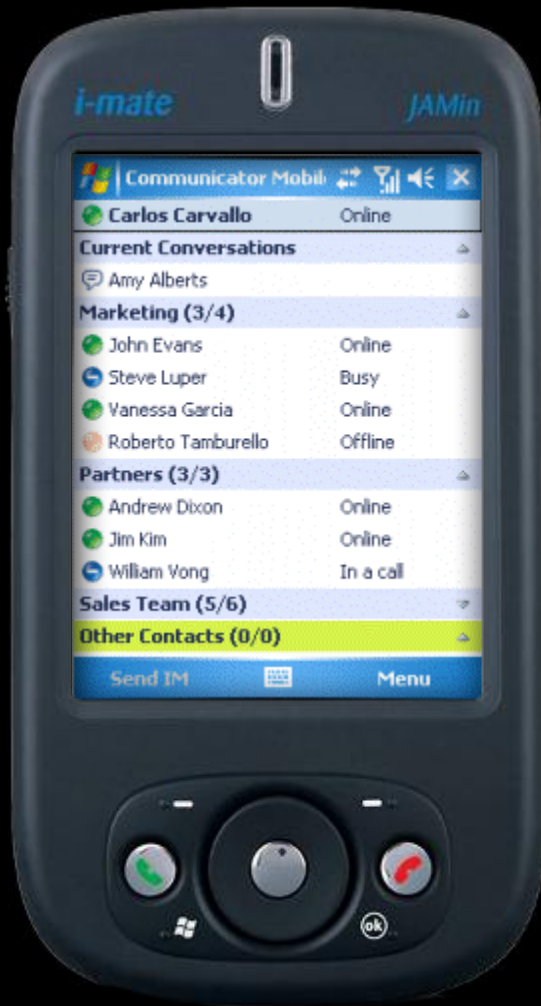 i-mate JAMin
Communicator Mobil
Carlos Carvallo Online
Current Conversations
Amy Alberts
Marketing (3/4)
John Evans Online
Steve Luper Busy
Vanessa Garcia Online
Roberto Tamburello Offline
Partners (3/3)
Andrew Dixon Online
Jim Kim Online
William Vong In a call
Sales Team (5/6)
Other Contacts (0/0)
Send IM Menu
ok